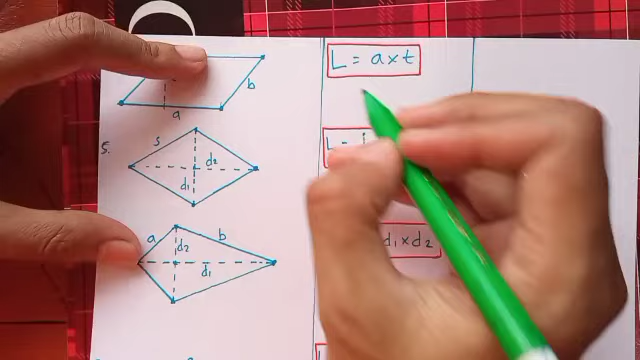 L = a x t
b
a
5.
s
d₂
d₁
L =
a
b
d₂
d₁
d₁ x d₂